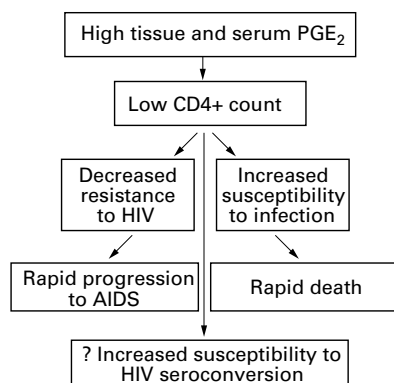 High tissue and serum PGE₂
Low CD4+ count
Decreased
resistance
to HIV
Increased
susceptibility
to infection
Rapid progression
to AIDS
Rapid death
? Increased susceptibility to
HIV seroconversion